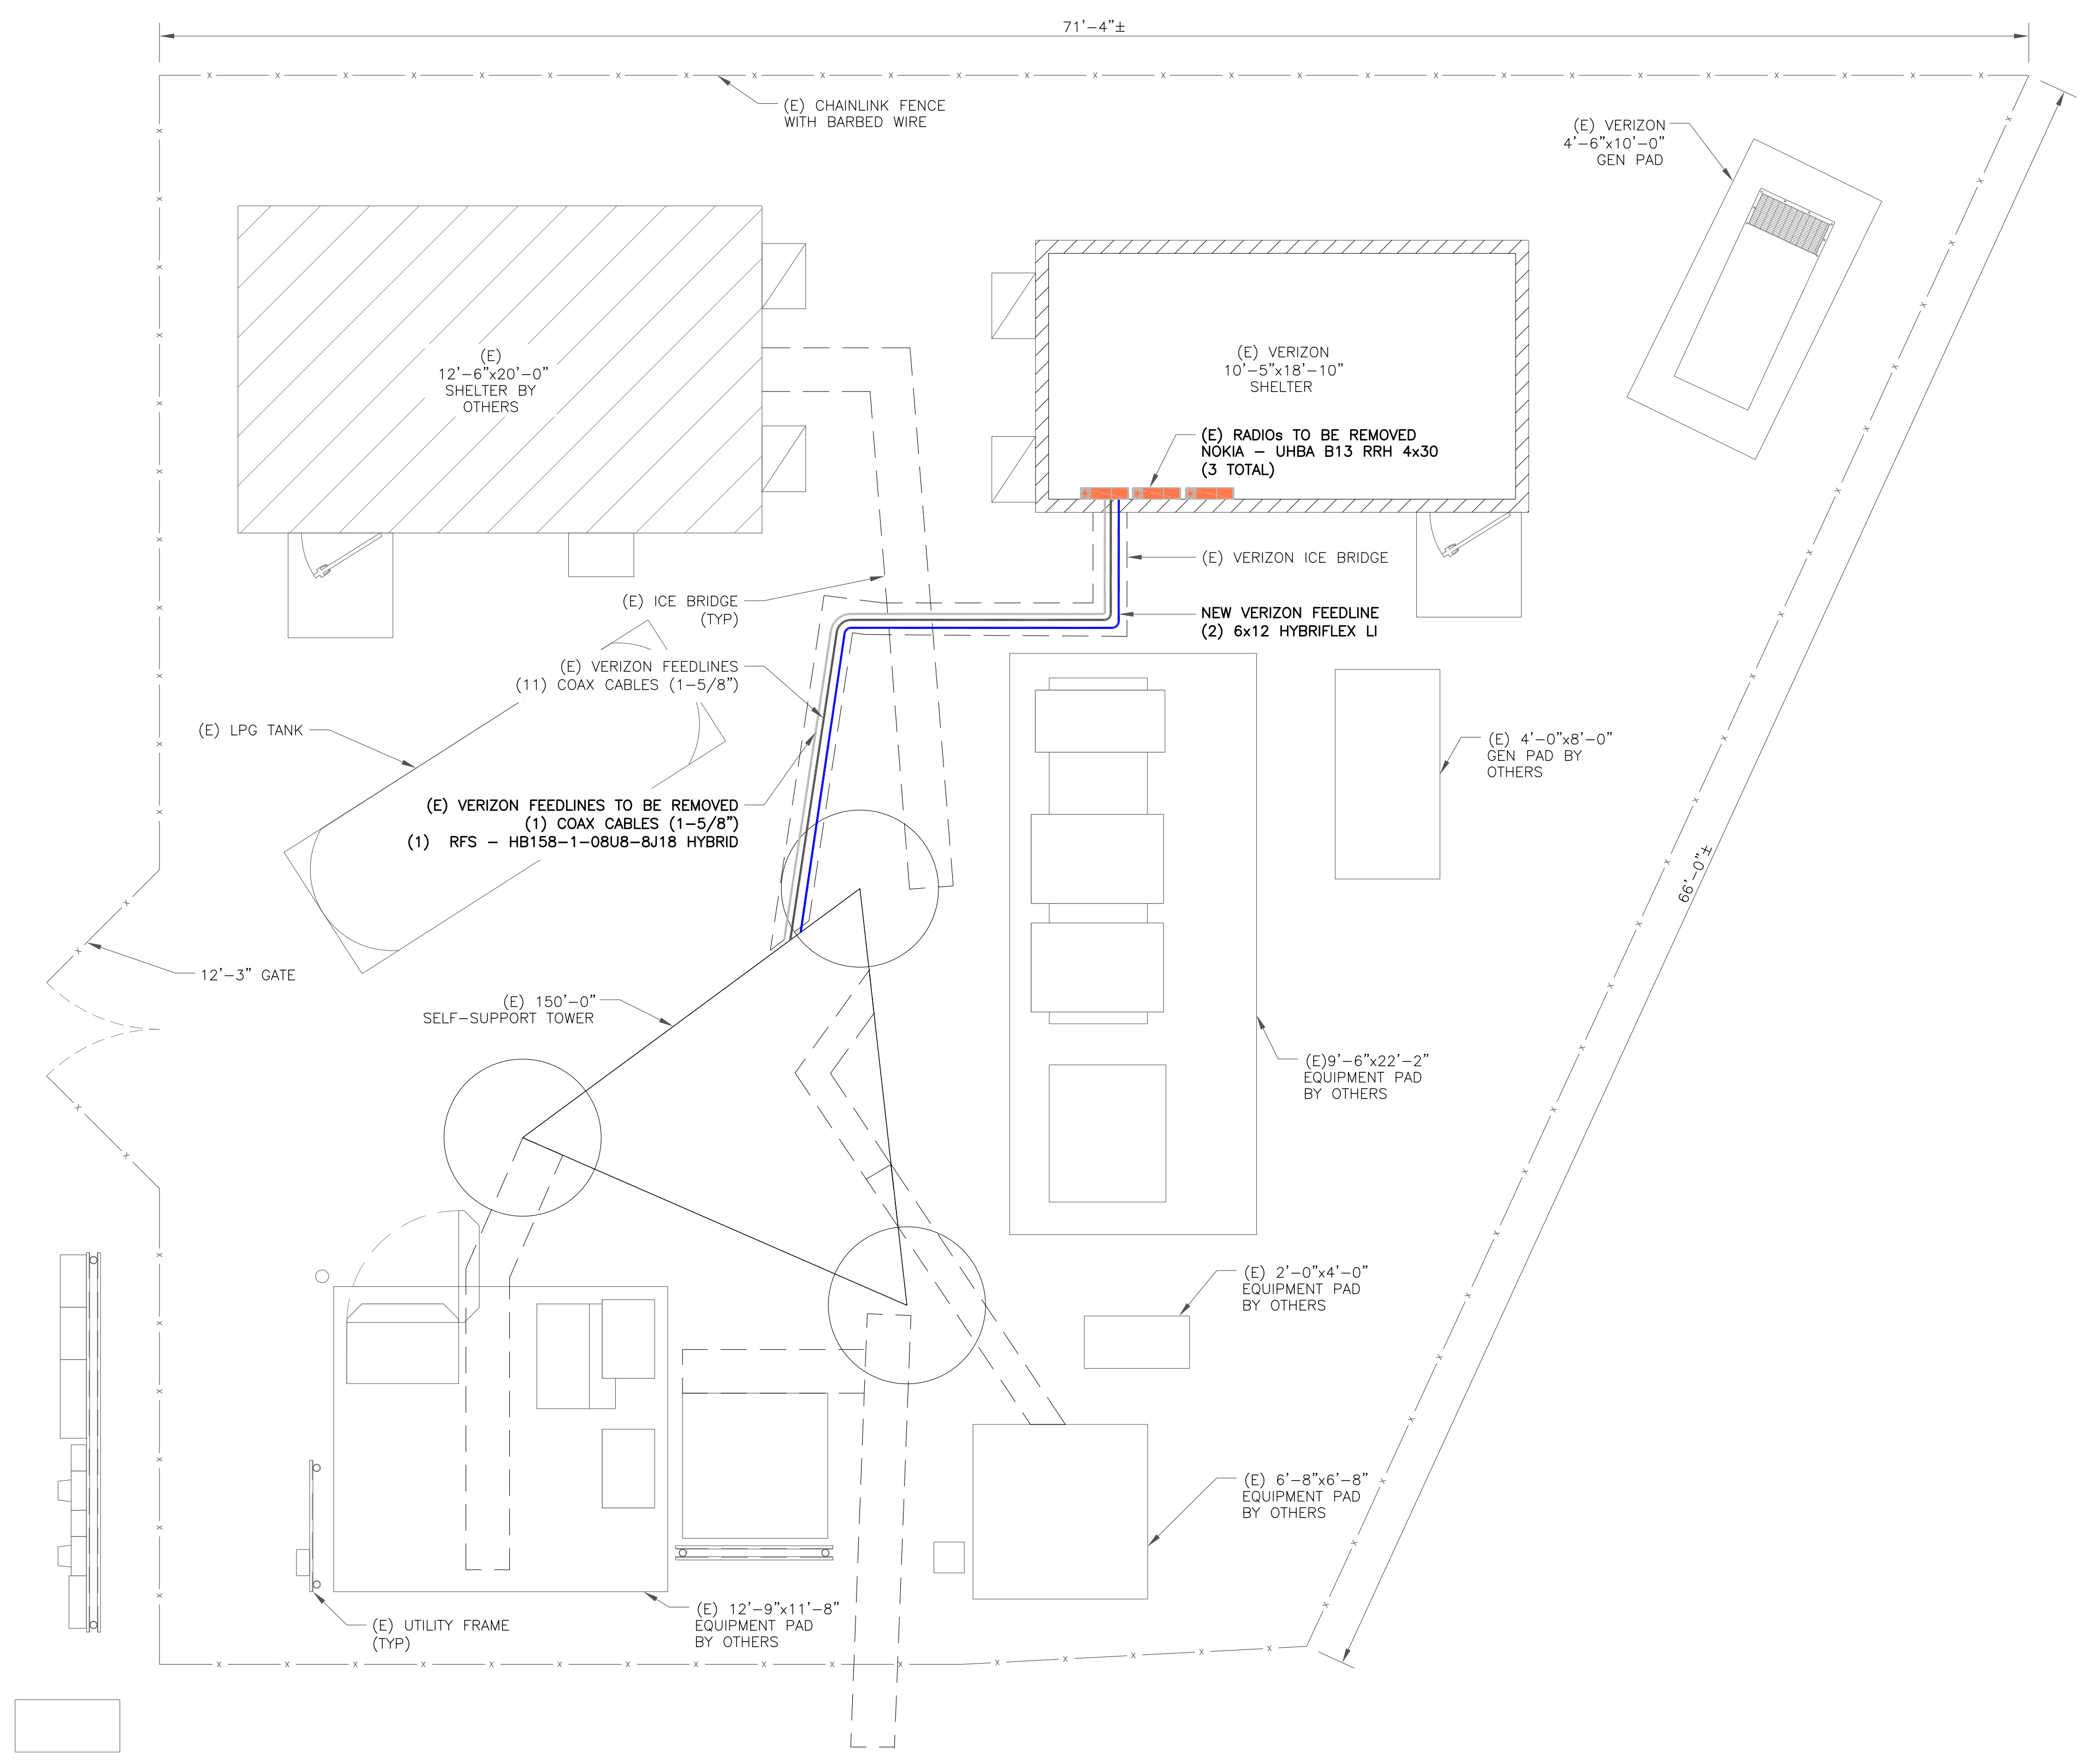 71'-4"±
(E) CHAINLINK FENCE
WITH BARBED WIRE
(E) VERIZON
4'-6"x10'-0"
GEN PAD
(E)
12'-6"x20'-0"
SHELTER BY
OTHERS
(E) VERIZON
10'-5"x18'-10"
SHELTER
(E) RADIOs TO BE REMOVED
NOKIA - UHBA B13 RRH 4x30
(3 TOTAL)
(E) VERIZON ICE BRIDGE
(E) ICE BRIDGE
(TYP)
NEW VERIZON FEEDLINE
(2) 6x12 HYBRIFLEX LI
(E) VERIZON FEEDLINES
(11) COAX CABLES (1-5/8")
(E) LPG TANK
(E) 4'-0"x8'-0"
GEN PAD BY
OTHERS
(E) VERIZON FEEDLINES TO BE REMOVED
(1) COAX CABLES (1-5/8")
(1) RFS - HB158-1-08U8-8J18 HYBRID
66'-0"±
12'-3" GATE
(E) 150'-0"
SELF-SUPPORT TOWER
(E)9'-6"x22'-2"
EQUIPMENT PAD
BY OTHERS
(E) 2'-0"x4'-0"
EQUIPMENT PAD
BY OTHERS
(E) 6'-8"x6'-8"
EQUIPMENT PAD
BY OTHERS
(E) 12'-9"x11'-8"
EQUIPMENT PAD
BY OTHERS
(E) UTILITY FRAME
(TYP)